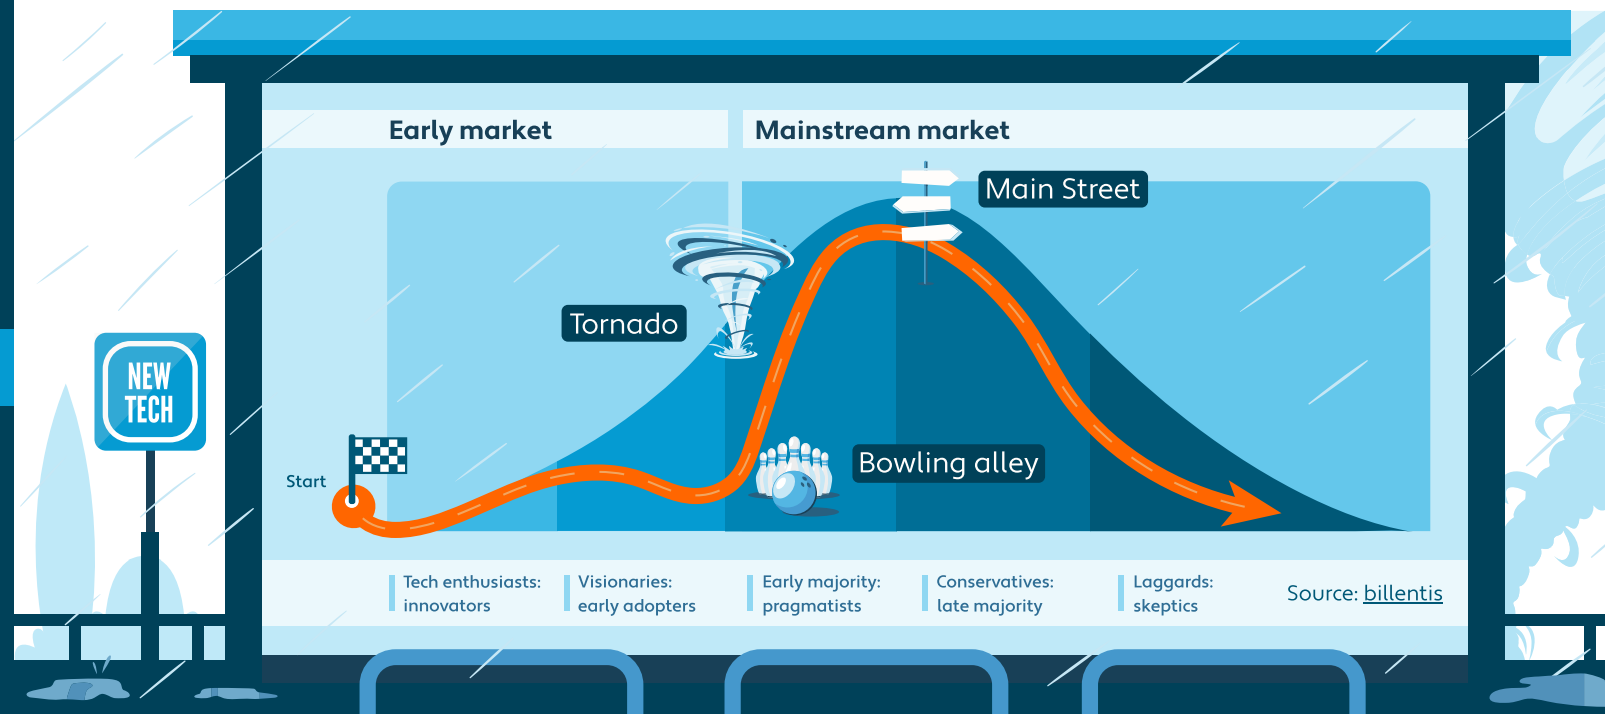 Early market
Mainstream market
Main Street
Tornado
NEW
TECH
Bowling alley
Start
Tech enthusiasts:
innovators
Visionaries:
early adopters
Early majority:
pragmatists
Conservatives:
late majority
Laggards:
skeptics
Source: billentis